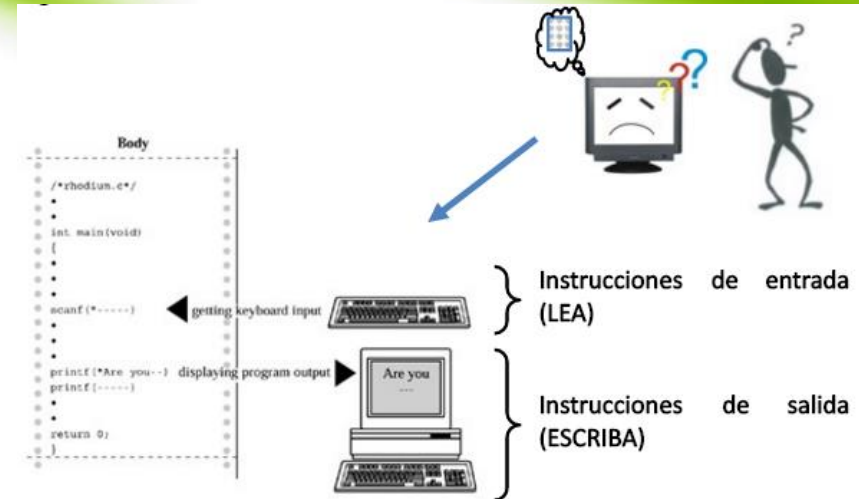 ???
?
Body
/*rhodium.c*/
int main(void)
{
scanf("-----)
getting keyboard input
Instrucciones de entrada
(LEA)
printf("Are you--)
displaying program output
Are you
---
printf(-----)
Instrucciones de salida
(ESCRIBA)
return 0;
}